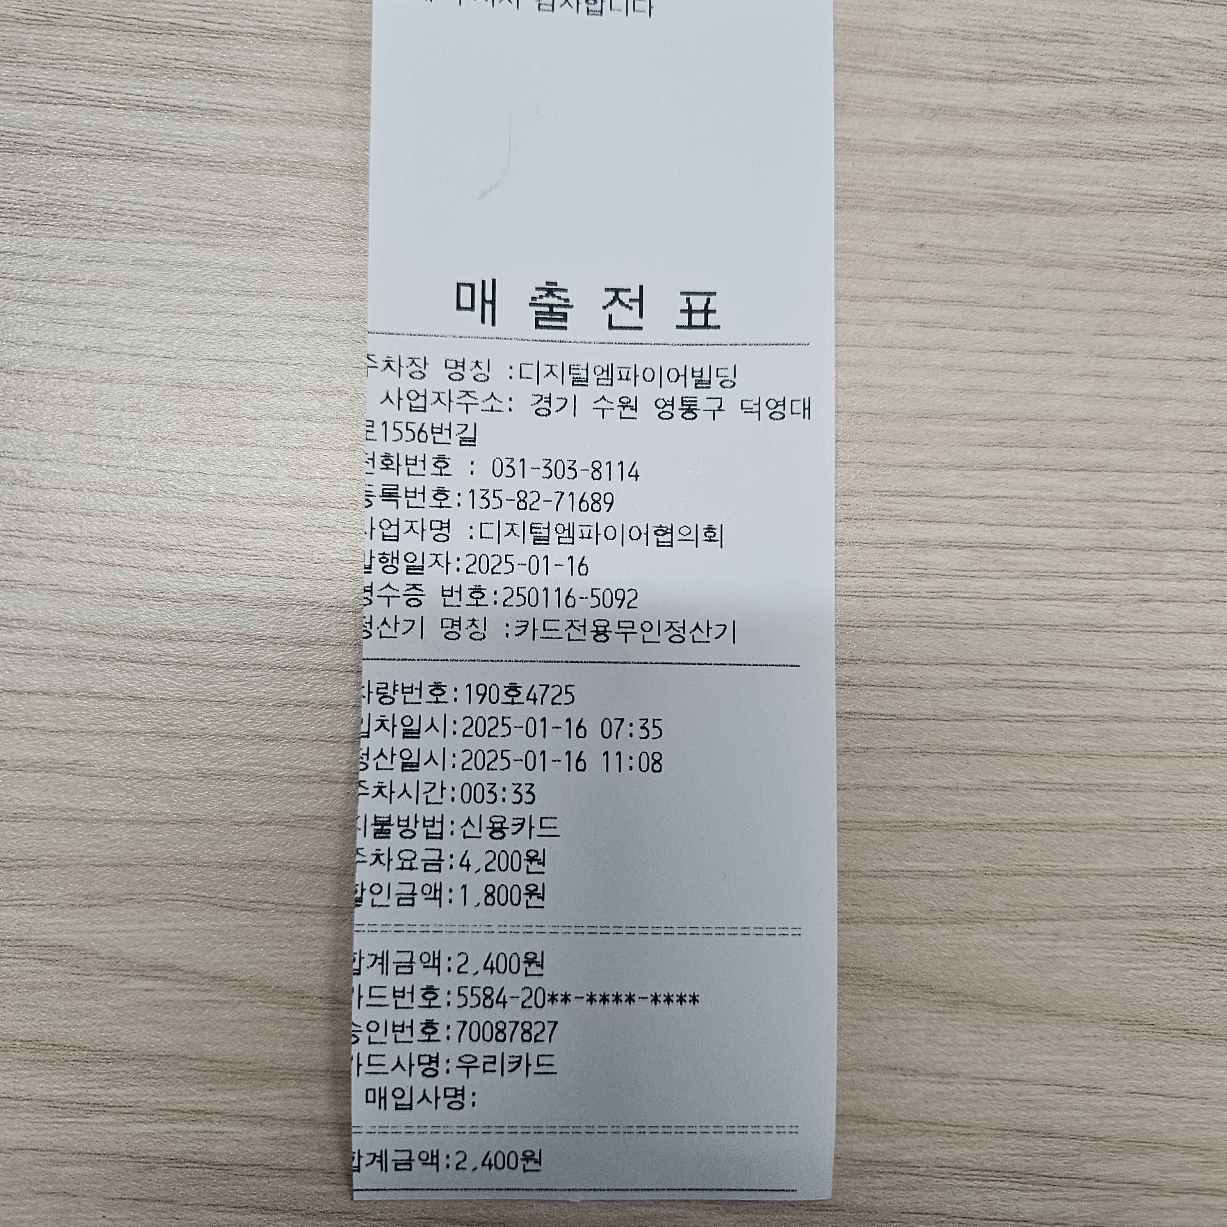 감사합니다
매 출 전 표
주차장 명칭 :디지털엠파이어빌딩
사업자주소: 경기 수원 영통구 덕영대
로1556번길
전화번호 : 031-303-8114
등록번호:135-82-71689
사업자명 :디지털엠파이어협의회
발행일자:2025-01-16
영수증 번호:250116-5092
정산기 명칭 :카드전용무인정산기
차량번호:190호4725
입차일시:2025-01-16 07:35
정산일시:2025-01-16 11:08
주차시간:003:33
지불방법:신용카드
주차요금:4,200원
할인금액:1,800원
합계금액:2,400원
카드번호:5584-20**-****-****
승인번호:70087827
카드사명:우리카드
매입사명:
합계금액:2,400원